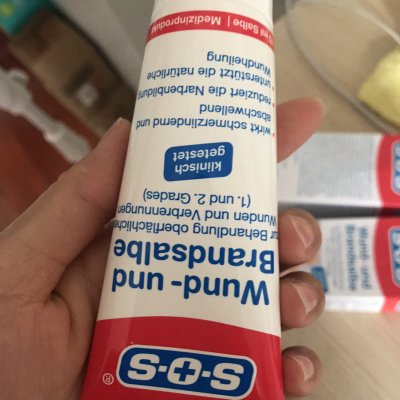 S-O-S
®
Wund- und
Brandsalbe
zur Behandlung oberflächlicher
Wunden und Verbrennungen
(1. und 2. Grades)
klinisch
getestet
• wirkt schmerzlindernd und
abschwellend
• reduziert die Narbenbildung
• unterstützt die natürliche
Wundheilung
ml Salbe | Medizinprodukt
S-O-S
Wund- und
Brandsalbe